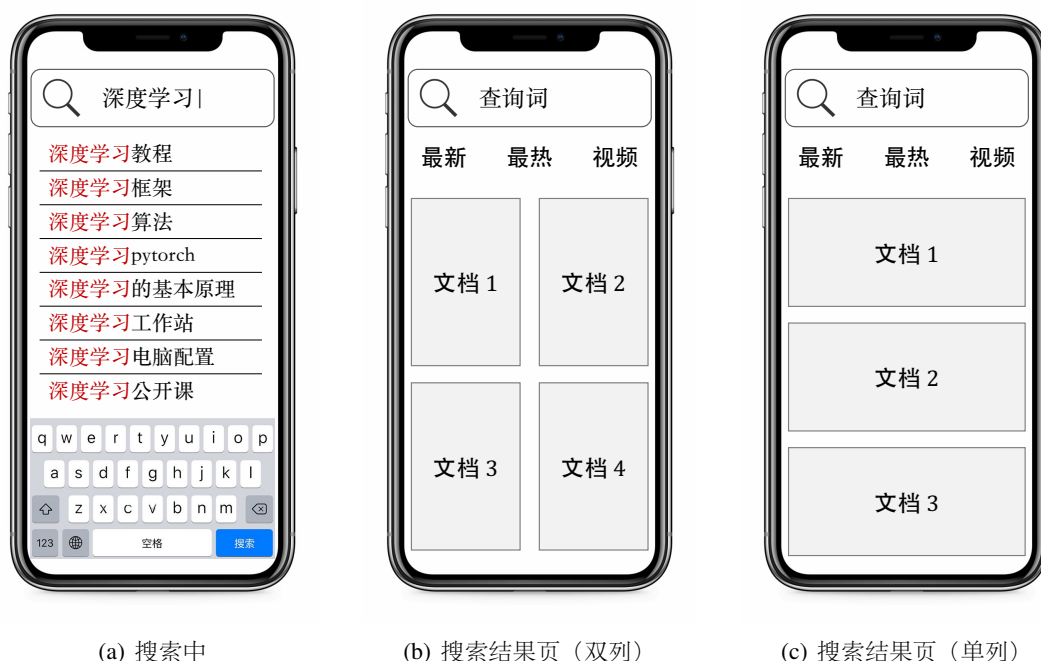 深度学习|
深度学习教程
深度学习框架
深度学习算法
深度学习pytorch
深度学习的基本原理
深度学习工作站
深度学习电脑配置
深度学习公开课
q w e r t y u i o p
a s d f g h j k l
z x c v b n m
123 空格 搜索
(a) 搜索中
查询词
最新 最热 视频
文档 1 文档 2
文档 3 文档 4
(b) 搜索结果页（双列）
查询词
最新 最热 视频
文档 1
文档 2
文档 3
(c) 搜索结果页（单列）